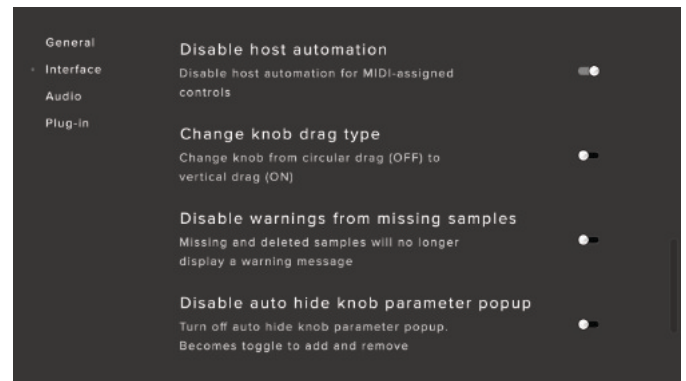 General
Interface
Audio
Plug-in
Disable host automation
Disable host automation for MIDI-assigned
controls
Change knob drag type
Change knob from circular drag (OFF) to
vertical drag (ON)
Disable warnings from missing samples
Missing and deleted samples will no longer
display a warning message
Disable auto hide knob parameter popup
Turn off auto hide knob parameter popup.
Becomes toggle to add and remove